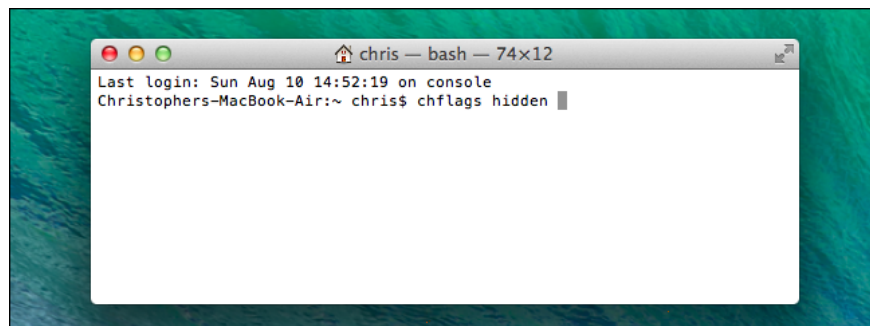 chris — bash — 74×12
Last login: Sun Aug 10 14:52:19 on console
Christophers-MacBook-Air:~ chris$ chflags hidden